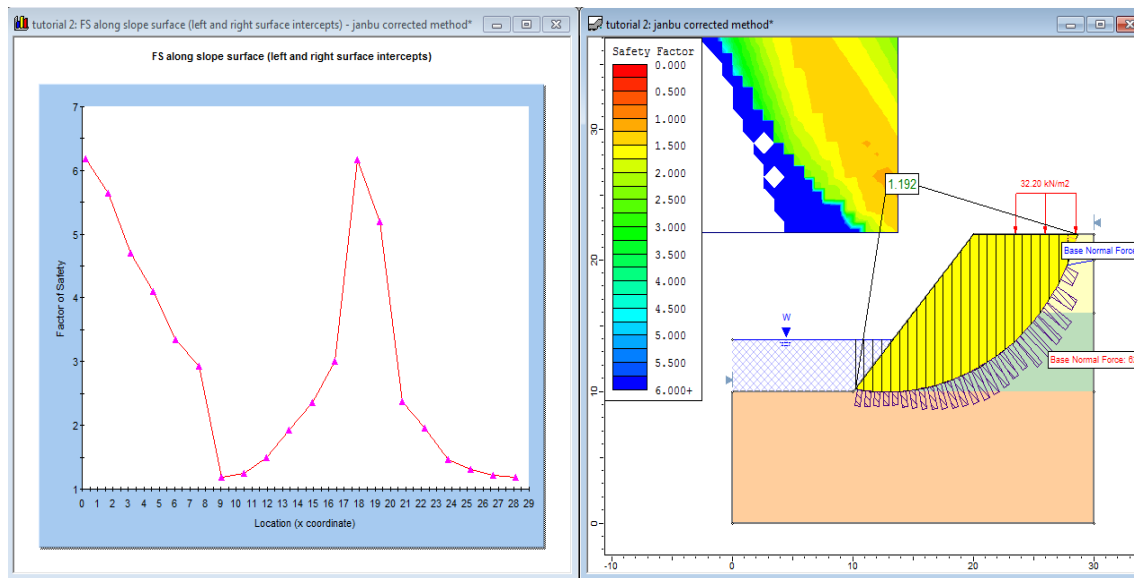 tutorial 2: FS along slope surface (left and right surface intercepts) - janbu corrected method*
FS along slope surface (left and right surface intercepts)
7
6
5
4
3
2
1
Factor of Safety
0 1 2 3 4 5 6 7 8 9 10 11 12 13 14 15 16 17 18 19 20 21 22 23 24 25 26 27 28 29
Location (x coordinate)
tutorial 2: janbu corrected method*
Safety Factor
0.000
0.500
1.000
1.500
2.000
2.500
3.000
3.500
4.000
4.500
5.000
5.500
6.000+
1.192
32.20 kN/m2
Base Normal Force
W
Base Normal Force: 6
30
20
10
0
-10 0 10 20 30